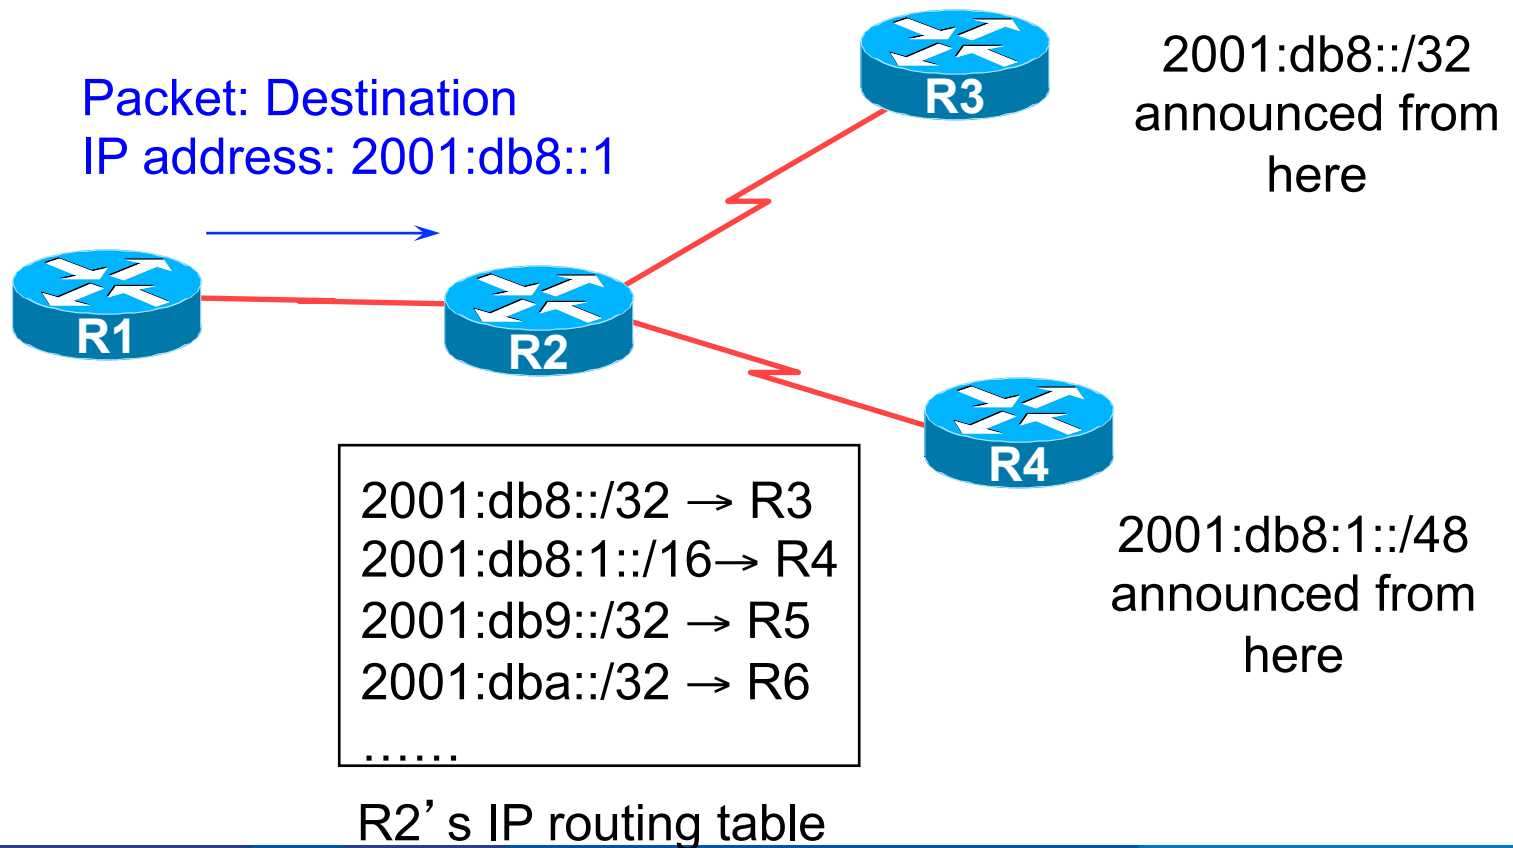 Packet: Destination
IP address: 2001:db8::1
R3
2001:db8::/32
announced from
here
R1
R2
R4
2001:db8::/32 → R3
2001:db8:1::/16→ R4
2001:db9::/32 → R5
2001:dba::/32 → R6
……
R2’s IP routing table
2001:db8:1::/48
announced from
here